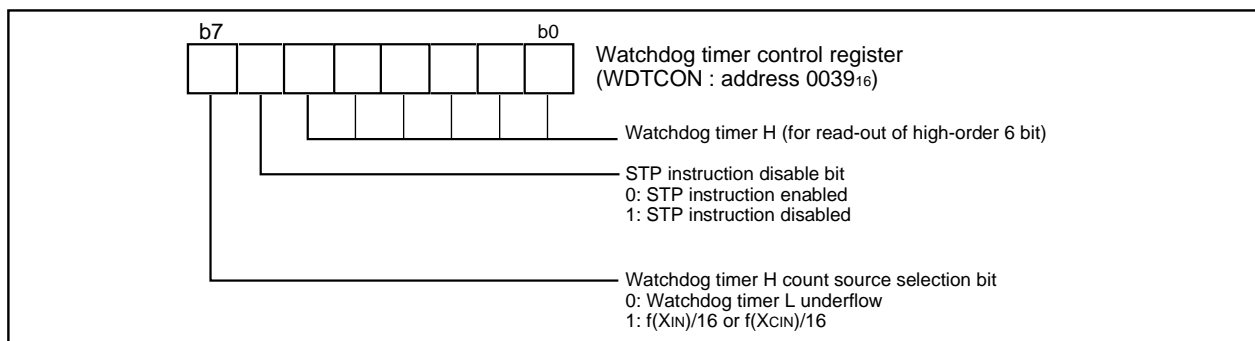 b7 b0
Watchdog timer control register
(WDTCON : address 0039₁₆)
Watchdog timer H (for read-out of high-order 6 bit)
STP instruction disable bit
0: STP instruction enabled
1: STP instruction disabled
Watchdog timer H count source selection bit
0: Watchdog timer L underflow
1: f(XIN)/16 or f(XCIN)/16